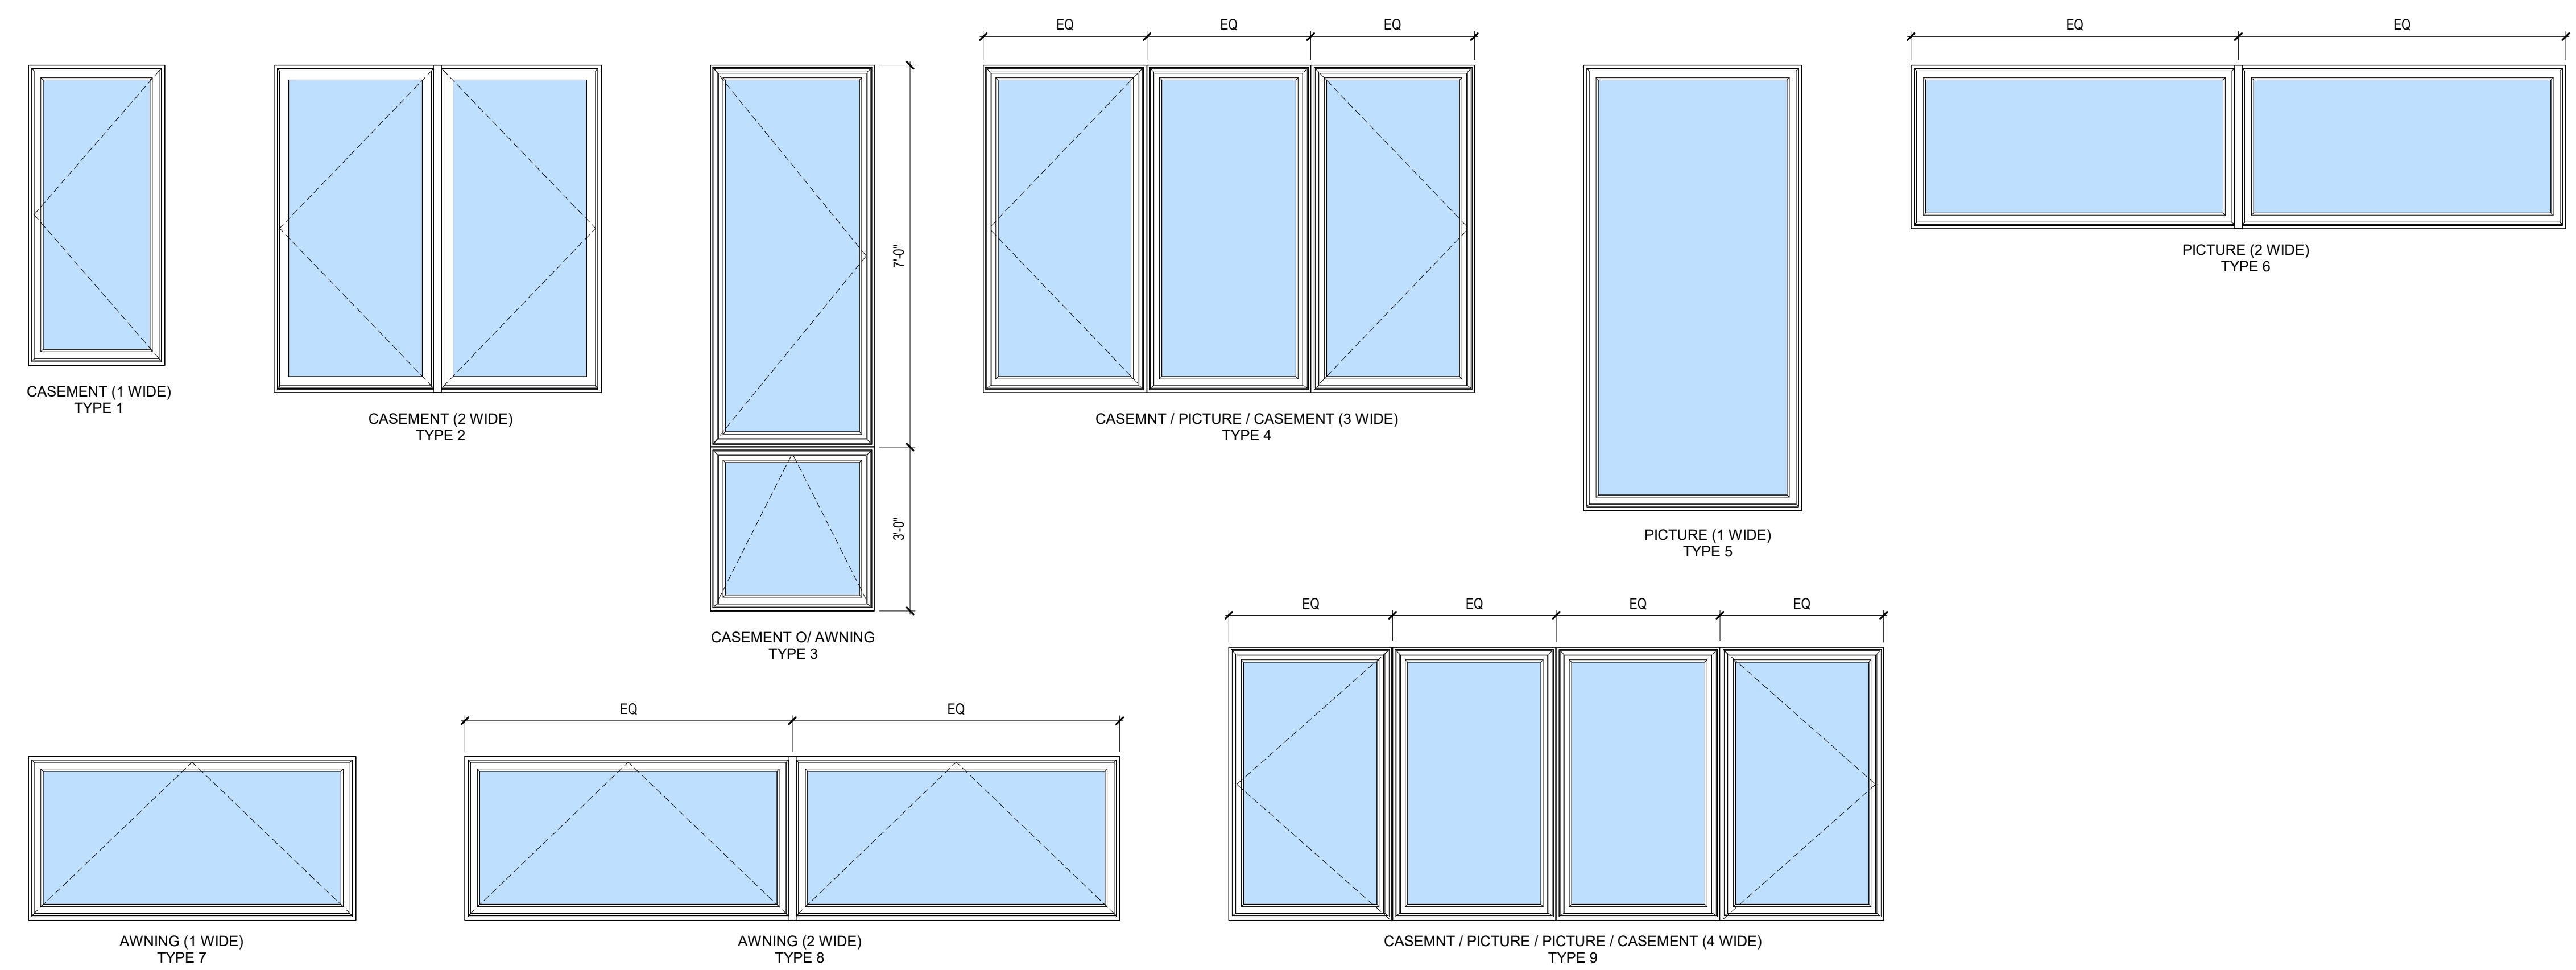 EQ EQ EQ
EQ EQ
7'-0"
3'-0"
CASEMENT (1 WIDE)
TYPE 1
CASEMENT (2 WIDE)
TYPE 2
CASEMENT O/ AWNING
TYPE 3
CASEMNT / PICTURE / CASEMENT (3 WIDE)
TYPE 4
PICTURE (1 WIDE)
TYPE 5
PICTURE (2 WIDE)
TYPE 6
EQ EQ
AWNING (1 WIDE)
TYPE 7
AWNING (2 WIDE)
TYPE 8
EQ EQ EQ EQ
CASEMNT / PICTURE / PICTURE / CASEMENT (4 WIDE)
TYPE 9